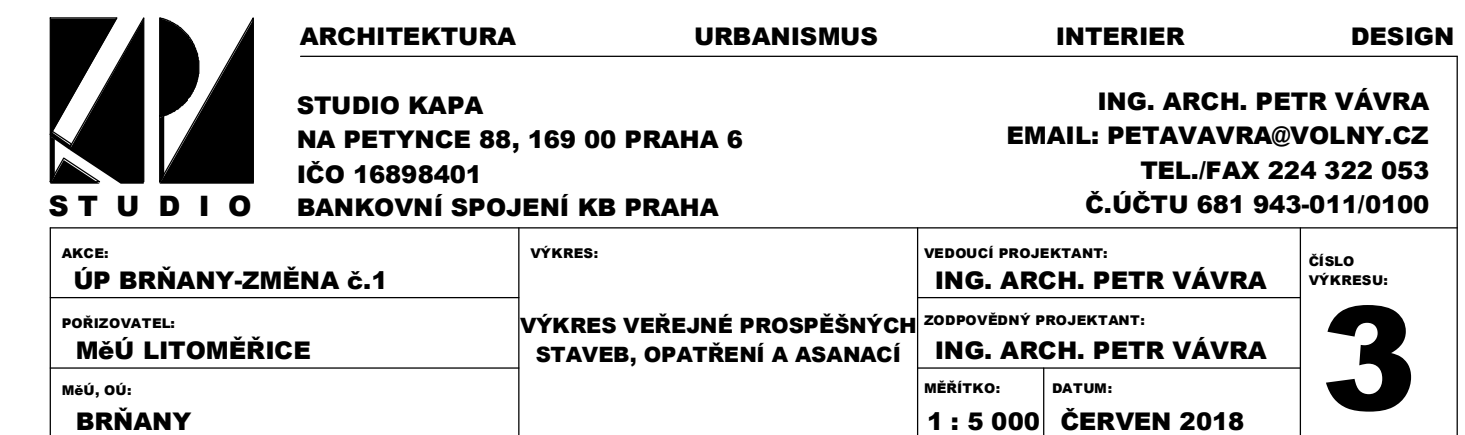 ARCHITEKTURA URBANISMUS INTERIER DESIGN
STUDIO
STUDIO KAPA
NA PETYNCE 88, 169 00 PRAHA 6
IČO 16898401
BANKOVNÍ SPOJENÍ KB PRAHA
ING. ARCH. PETR VÁVRA
EMAIL: PETAVAVRA@VOLNY.CZ
TEL./FAX 224 322 053
Č.ÚČTU 681 943-011/0100
AKCE:
ÚP BRŇANY-ZMĚNA č.1
POŘIZOVATEL:
MěÚ LITOMĚŘICE
MěÚ, OÚ:
BRŇANY
VÝKRES:
VÝKRES VEŘEJNÉ PROSPĚŠNÝCH
STAVEB, OPATŘENÍ A ASANACÍ
VEDOUCÍ PROJEKTANT:
ING. ARCH. PETR VÁVRA
ZODPOVĚDNÝ PROJEKTANT:
ING. ARCH. PETR VÁVRA
MĚŘÍTKO:
1 : 5 000
DATUM:
ČERVEN 2018
ČÍSLO
VÝKRESU:
3